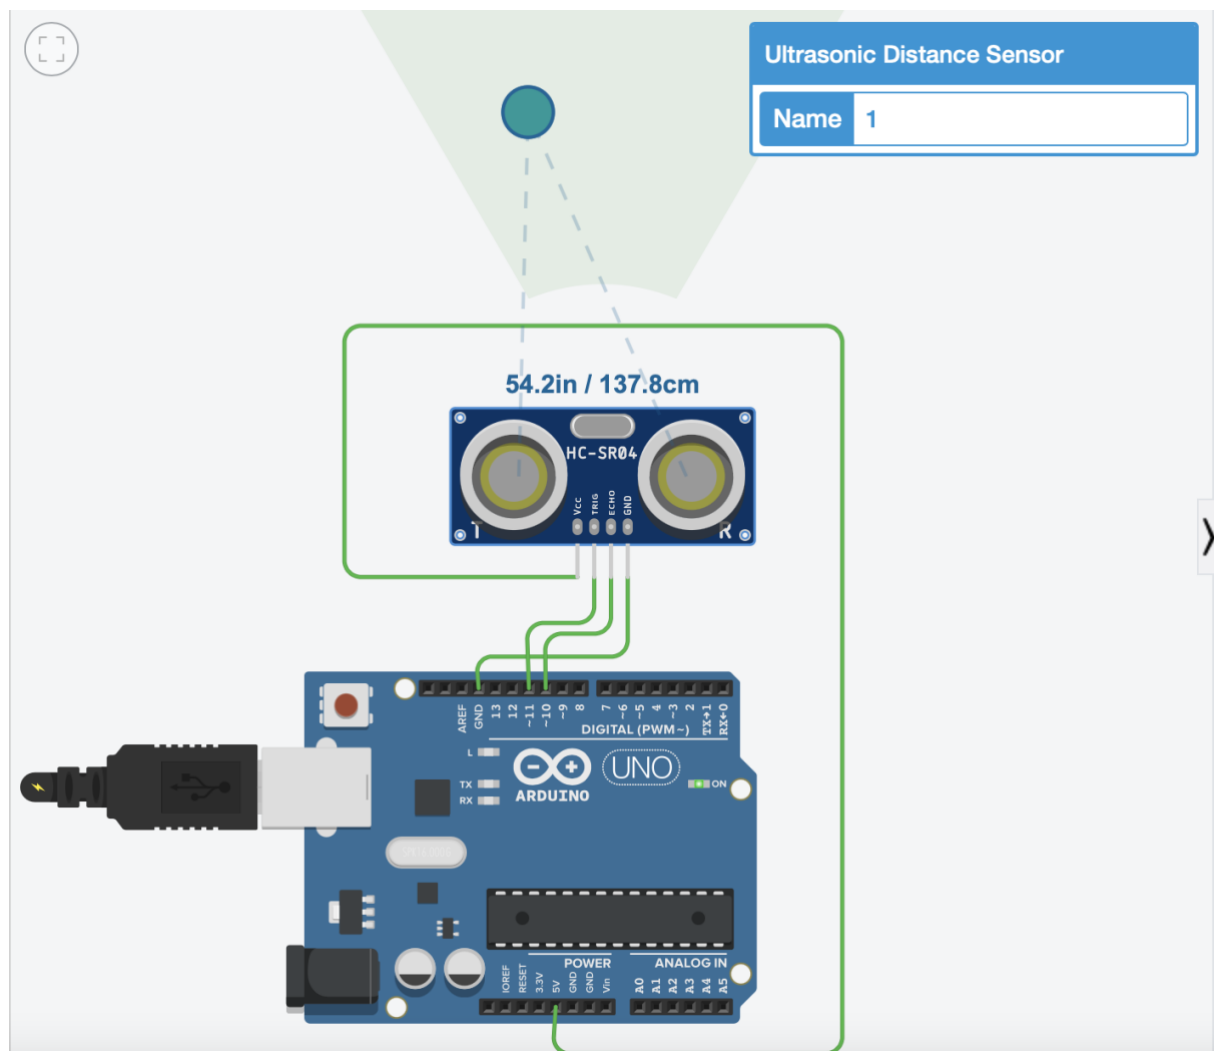 Ultrasonic Distance Sensor
Name 1
54.2in / 137.8cm
HC-SR04
Vcc
TRIG
ECHO
GND
T
R
AREF
GND
13
12
~11
~10
~9
8
7
~6
~5
4
~3
2
TX→1
RX←0
DIGITAL (PWM~)
L
TX
RX
ARDUINO
UNO
ON
POWER
ANALOG IN
IOREF
RESET
3.3V
5V
GND
GND
Vin
A0
A1
A2
A3
A4
A5